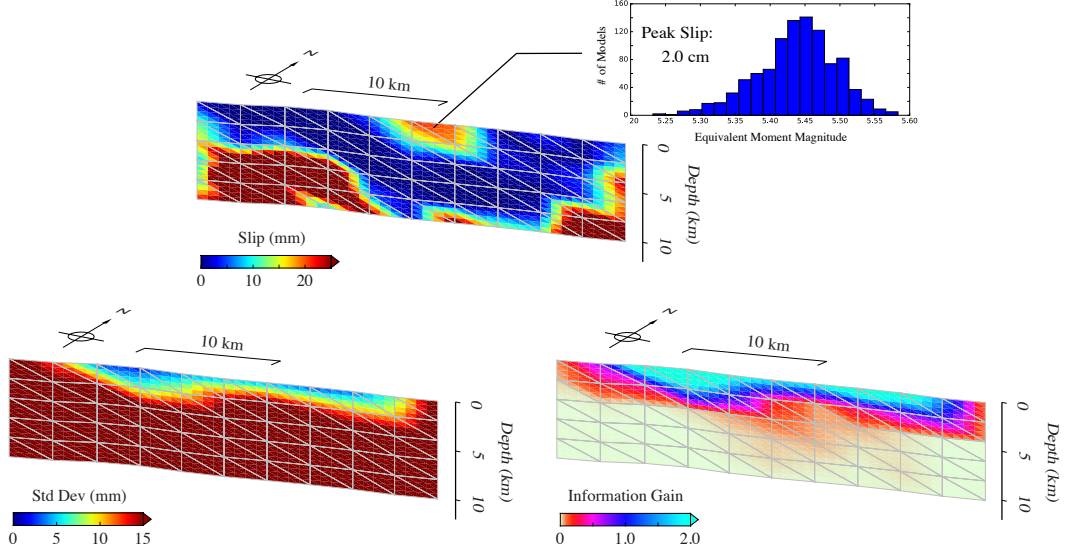 160
120
80
40
0
# of Models
Peak Slip:
2.0 cm
20 5.25 5.30 5.35 5.40 5.45 5.50 5.55 5.60
Equivalent Moment Magnitude
N
10 km
0
5
10
Depth (km)
Slip (mm)
0 10 20
N
10 km
0
5
10
Depth (km)
Std Dev (mm)
0 5 10 15
N
10 km
0
5
10
Depth (km)
Information Gain
0 1.0 2.0